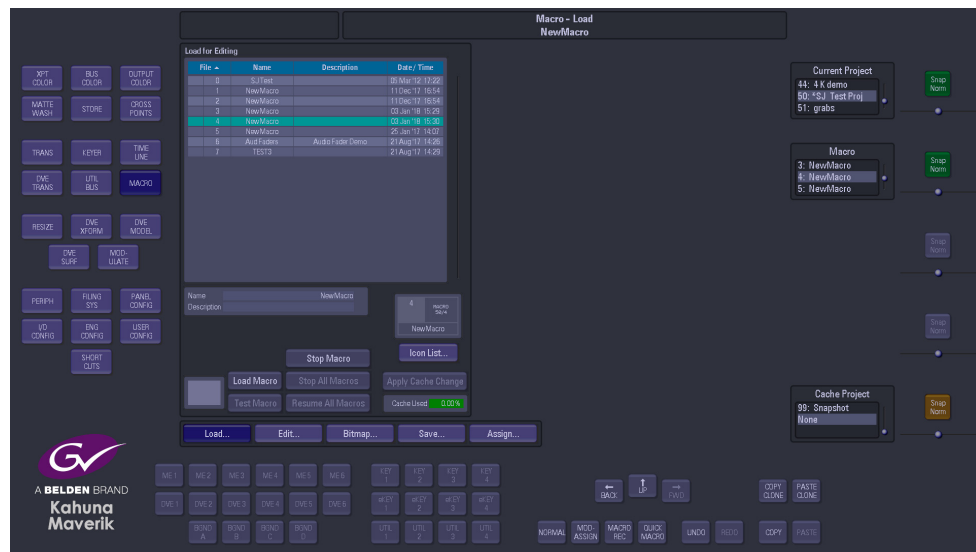 Macro - Load
NewMacro
Load for Editing
File Name Description Date/ Time
0 SJTest 05 Mar '12 17:22
1 NewMacro 11 Dec '17 16:54
2 NewMacro 11 Dec '17 16:54
3 NewMacro 03 Jan '18 15:29
4 NewMacro 03 Jan '18 15:30
5 NewMacro 25 Jan '17 14:07
6 Aud Faders Audio Fader Demo 21 Aug '17 14:26
7 TEST3 21 Aug '17 14:29
Name NewMacro
Description
4 MACRO
50/4
NewMacro
Icon List...
Stop Macro
Load Macro Stop All Macros Apply Cache Change
Test Macro Resume All Macros Cache Used 0.00%
Load... Edit... Bitmap... Save... Assign...
XPT COLOR
BUS COLOR
OUTPUT COLOR
MATTE WASH
STORE
CROSS POINTS
TRANS
KEYER
TIME LINE
DVE TRANS
UTIL BUS
MACRO
RESIZE
DVE XFORM
DVE MODEL
DVE SURF
MOD- ULATE
PERIPH
FILING SYS
PANEL CONFIG
I/O CONFIG
ENG CONFIG
USER CONFIG
SHORT CUTS
Current Project
44: 4 K demo
50: *SJ Test Proj
51: grabs
Snap Norm
Macro
3: NewMacro
4: NewMacro
5: NewMacro
Snap Norm
Snap Norm
Snap Norm
Cache Project
99: Snapshot
None
Snap Norm
GV
A BELDEN BRAND
Kahuna
Maverik
ME 1 ME 2 ME 3 ME 4 ME 5 ME 6
DVE 1 DVE 2 DVE 3 DVE 4 DVE 5 DVE 6
BGND A BGND B BGND C BGND D
KEY 1 KEY 2 KEY 3 KEY 4
eKEY 1 eKEY 2 eKEY 3 eKEY 4
UTIL 1 UTIL 2 UTIL 3 UTIL 4
BACK UP FWD
COPY CLONE PASTE CLONE
NORMAL MOD- ASSIGN MACRO REC QUICK MACRO UNDO REDO COPY PASTE